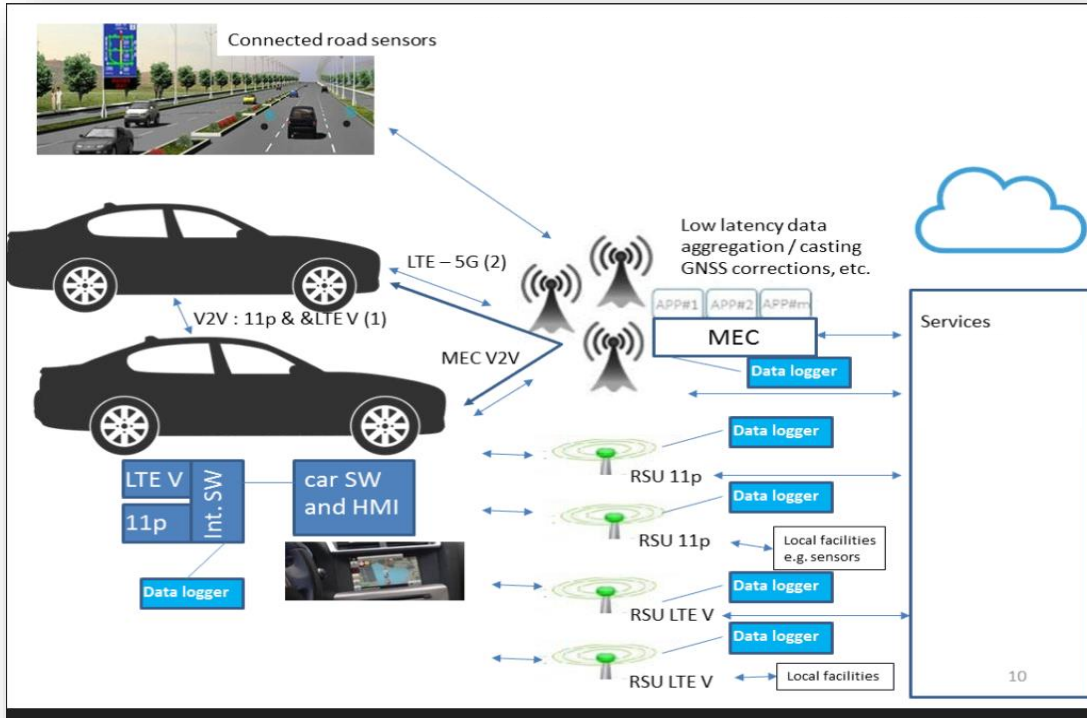 Connected road sensors
Low latency data
aggregation / casting
GNSS corrections, etc.
LTE – 5G (2)
APP#1
APP#2
APP#m
Services
V2V : 11p & &LTE V (1)
MEC
MEC V2V
Data logger
Data logger
LTE V
Int. SW
car SW
and HMI
RSU 11p
11p
Data logger
RSU 11p
Local facilities
e.g. sensors
Data logger
Data logger
RSU LTE V
Data logger
RSU LTE V
Local facilities
10